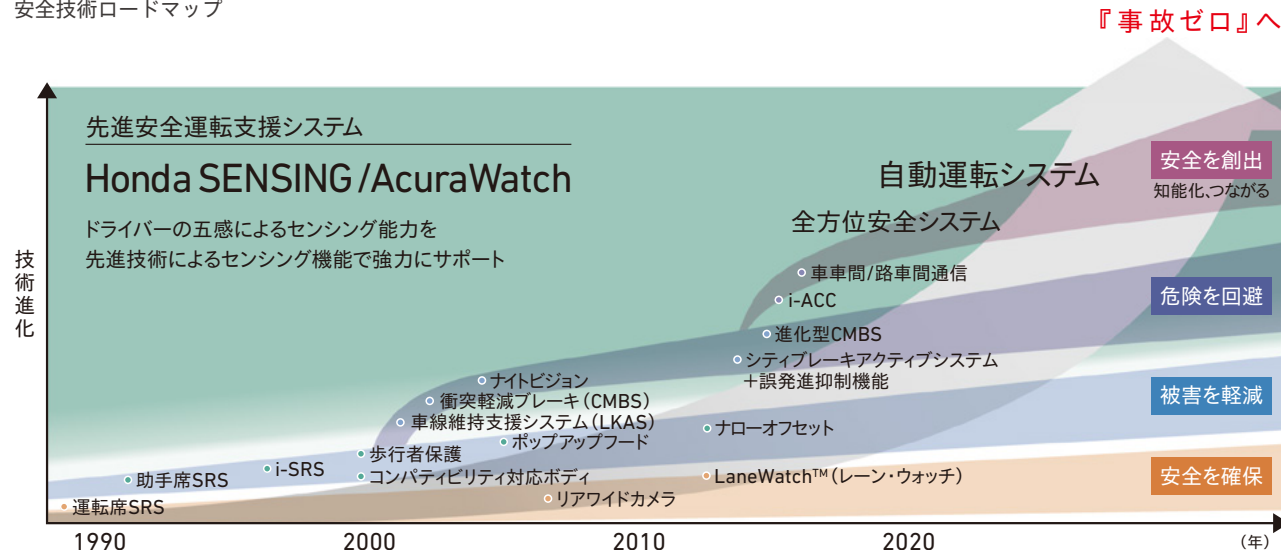 安全技術ロードマップ
『事故ゼロ』へ
先進安全運転支援システム
Honda SENSING/AcuraWatch
ドライバーの五感によるセンシング能力を
先進技術によるセンシング機能で強力にサポート
自動運転システム
全方位安全システム
安全を創出
知能化、つながる
技術進化
車車間/路車間通信
i-ACC
危険を回避
進化型CMBS
シティブレーキアクティブシステム
+誤発進抑制機能
ナイトビジョン
衝突軽減ブレーキ(CMBS)
車線維持支援システム(LKAS)
被害を軽減
ポップアップフード
ナローオフセット
歩行者保護
i-SRS
助手席SRS
コンパティビリティ対応ボディ
LaneWatch™(レーン・ウォッチ)
安全を確保
リアワイドカメラ
運転席SRS
1990 2000 2010 2020 (年)